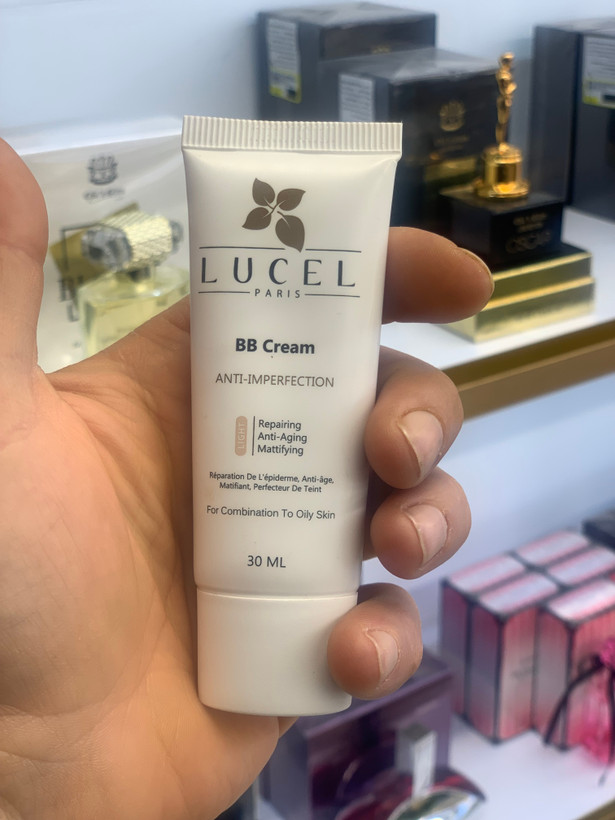 LUCEL
PARIS
BB Cream
ANTI-IMPERFECTION
LIGHT
Repairing
Anti-Aging
Mattifying
Réparation De L'épiderme, Anti-âge,
Matifiant, Perfecteur De Teint
For Combination To Oily Skin
30 ML
OSCAR